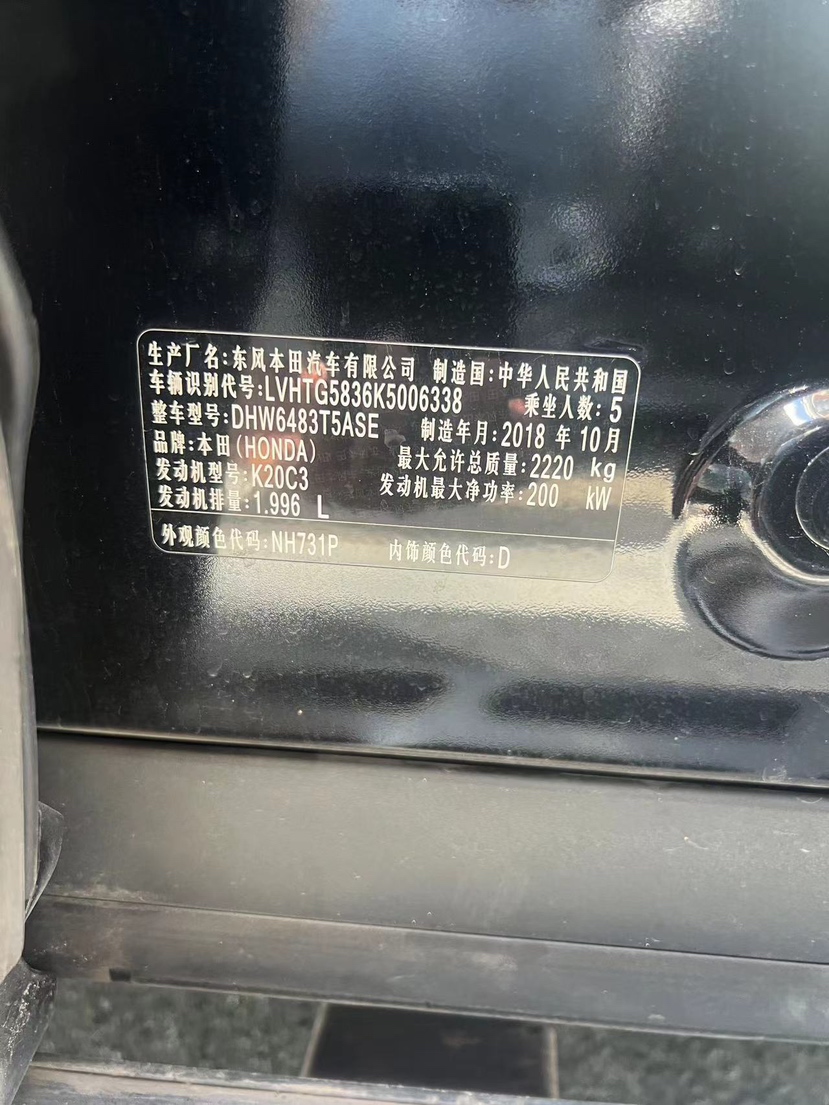 生产厂名:东风本田汽车有限公司 制造国:中华人民共和国
车辆识别代号:LVHTG5836K5006338 乘坐人数:5
整车型号:DHW6483T5ASE 制造年月:2018 年 10 月
品牌:本田(HONDA) 最大允许总质量:2220 kg
发动机型号:K20C3 发动机最大净功率:200 kW
发动机排量:1.996 L
外观颜色代码:NH731P 内饰颜色代码:D